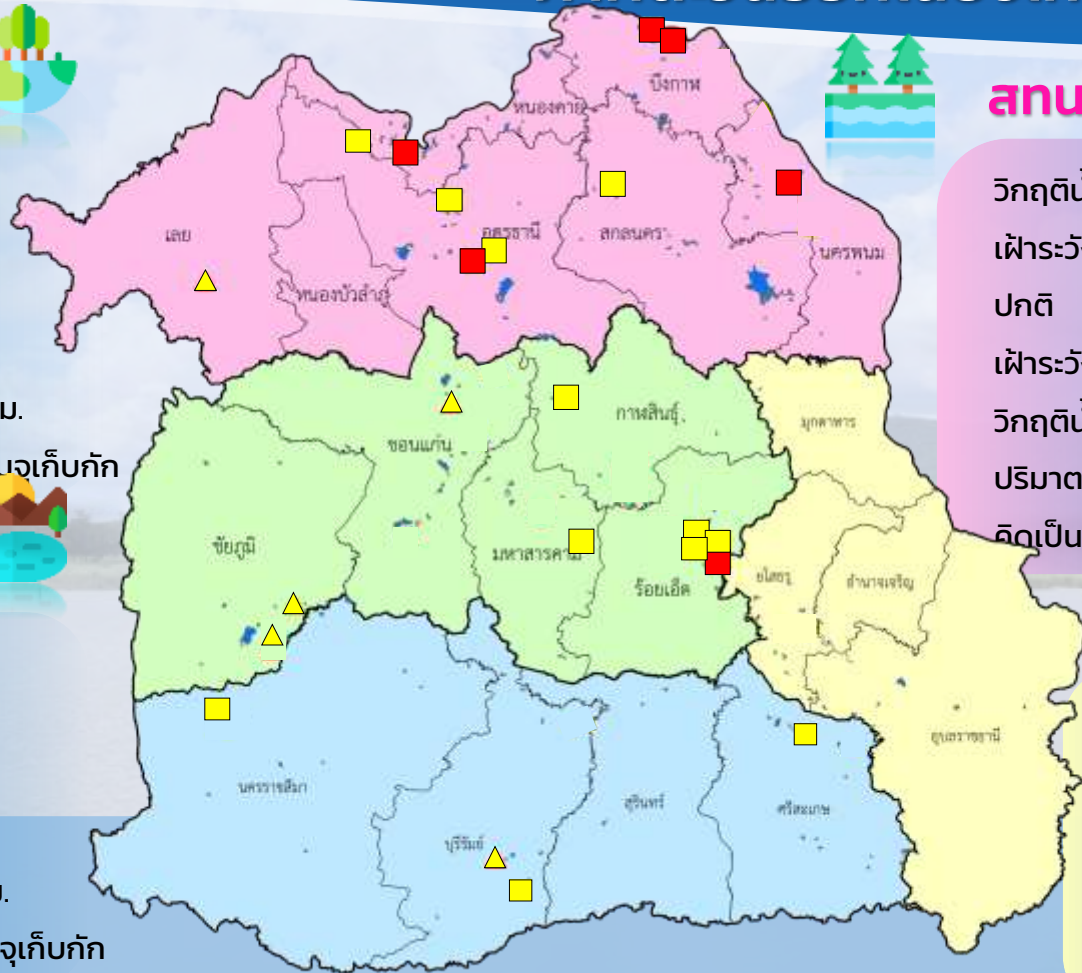 สทน
วิกฤติน้
เฝ้าระวัง
ปกติ
เฝ้าระวัง
วิกฤติน้
ปริมาต
คิดเป็น
ม.
จุเก็บกัก
จุเก็บกัก
บึงกาฬ
หนองคาย
เลย
อุดรธานี
สกลนคร
นครพนม
หนองบัวลำภู
กาฬสินธุ์
มุกดาหาร
ขอนแก่น
ชัยภูมิ
มหาสารคาม
ร้อยเอ็ด
ยโสธร
อำนาจเจริญ
อุบลราชธานี
นครราชสีมา
สุรินทร์
ศรีสะเกษ
บุรีรัมย์